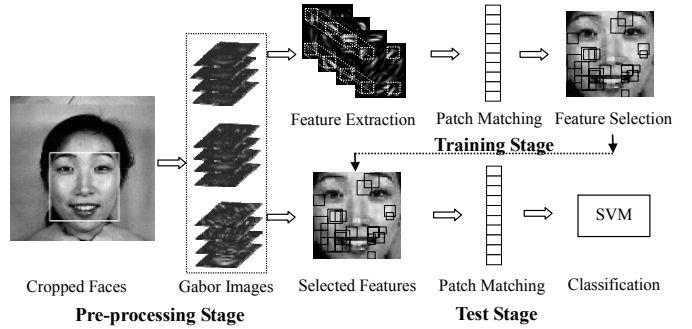 Feature Extraction
Patch Matching
Feature Selection
Training Stage
SVM
Cropped Faces
Gabor Images
Selected Features
Patch Matching
Classification
Pre-processing Stage
Test Stage